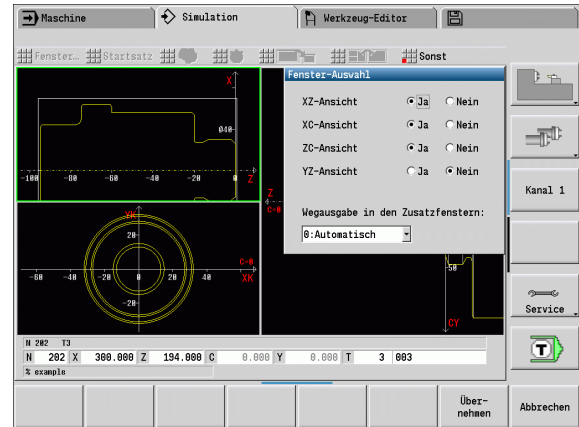 Maschine
Simulation
Werkzeug-Editor
Fenster… Startsatz Sonst
Fenster-Auswahl
XZ-Ansicht Ja Nein
XC-Ansicht Ja Nein
ZC-Ansicht Ja Nein
YZ-Ansicht Ja Nein
Wegausgabe in den Zusatzfenstern:
0:Automatisch
X
040-
-100 -80 -60 -40 -20 0 Z
Z
C-0
YK
20-
C-0
-60 -40 -20 0 20 40 XK
-20-
-50
CY
Kanal 1
Service
T
N 202 T3
N 202 X 300.000 Z 194.000 C 0.000 Y 0.000 T 3 003
% example
Über-
nehmen
Abbrechen